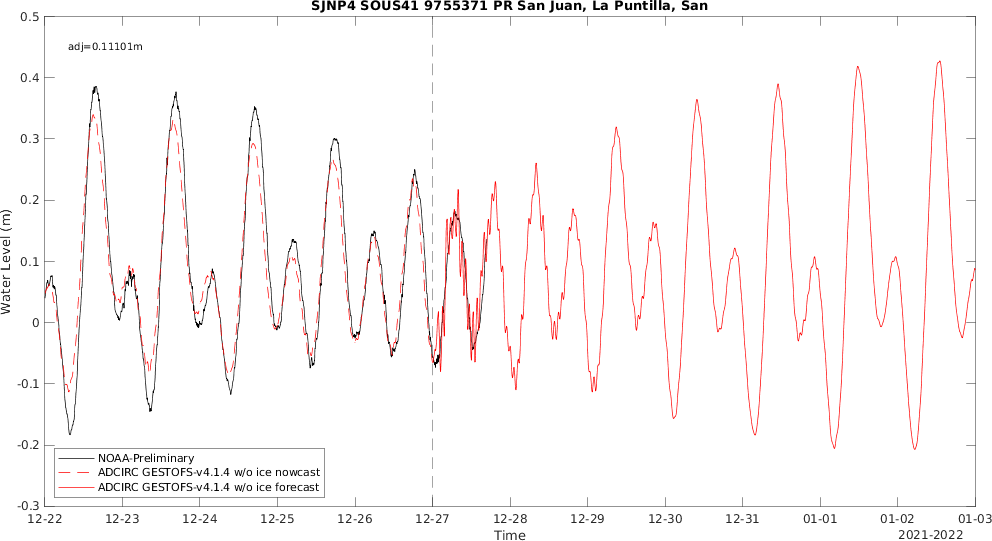 SJNP4 SOUS41 9755371 PR San Juan, La Puntilla, San
adj=0.11101m
Water Level (m)
0.5
0.4
0.3
0.2
0.1
0
-0.1
-0.2
-0.3
NOAA-Preliminary
ADCIRC GESTOFS-v4.1.4 w/o ice nowcast
ADCIRC GESTOFS-v4.1.4 w/o ice forecast
12-22 12-23 12-24 12-25 12-26 12-27 12-28 12-29 12-30 12-31 01-01 01-02 01-03
Time
2021-2022